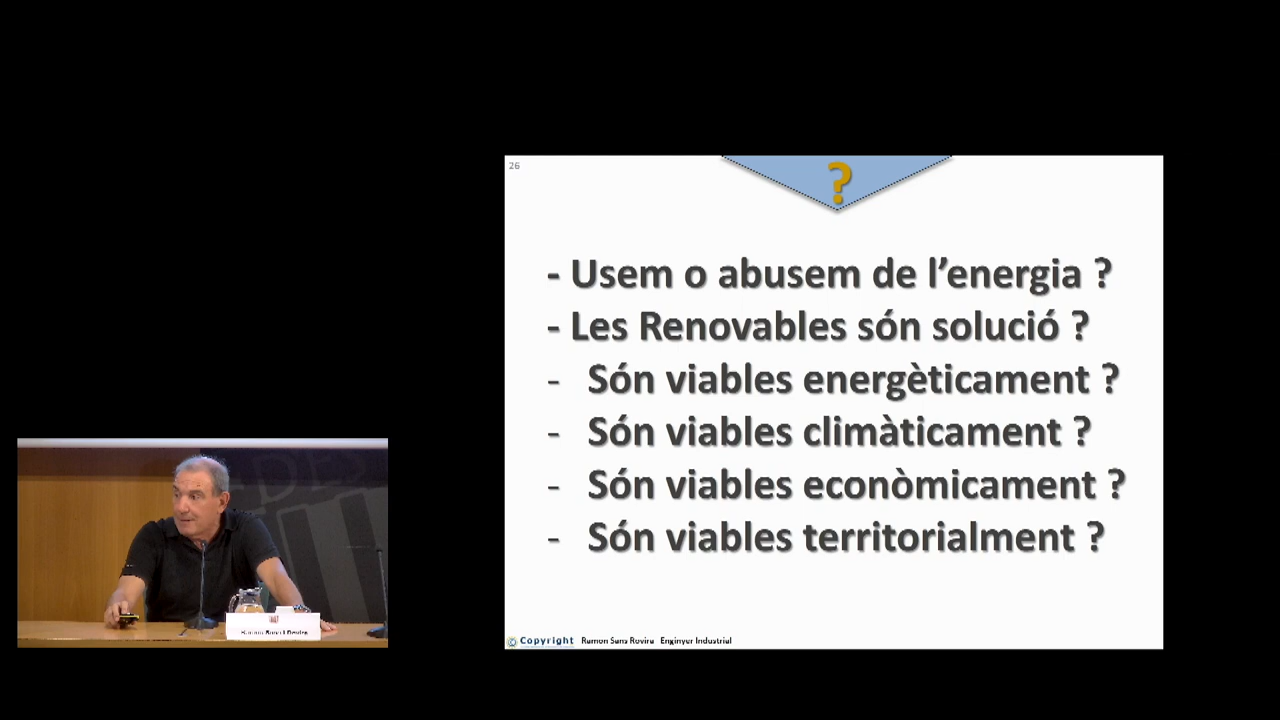 26
?
- Usem o abusem de l’energia ?
- Les Renovables són solució ?
- Són viables energèticament ?
- Són viables climàticament ?
- Són viables econòmicament ?
- Són viables territorialment ?
© Copyright Ramon Sans Rovira Enginyer Industrial